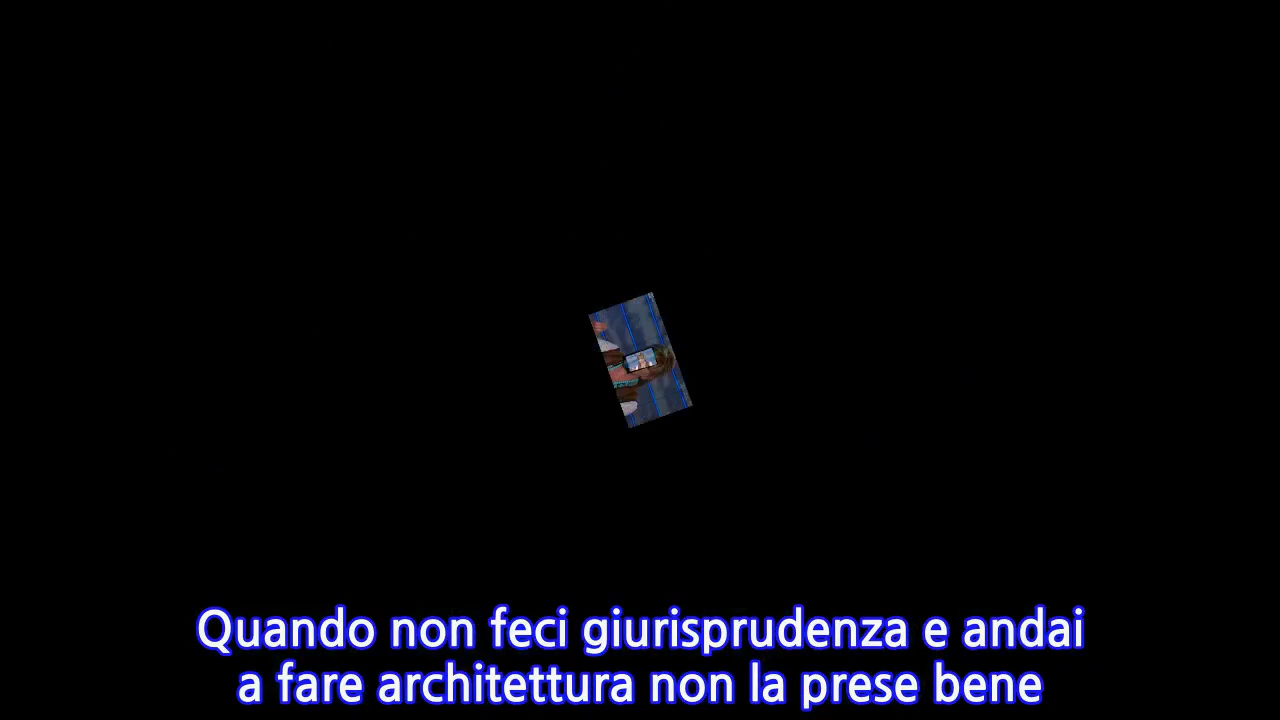 Quando non feci giurisprudenza e andai
a fare architettura non la prese bene